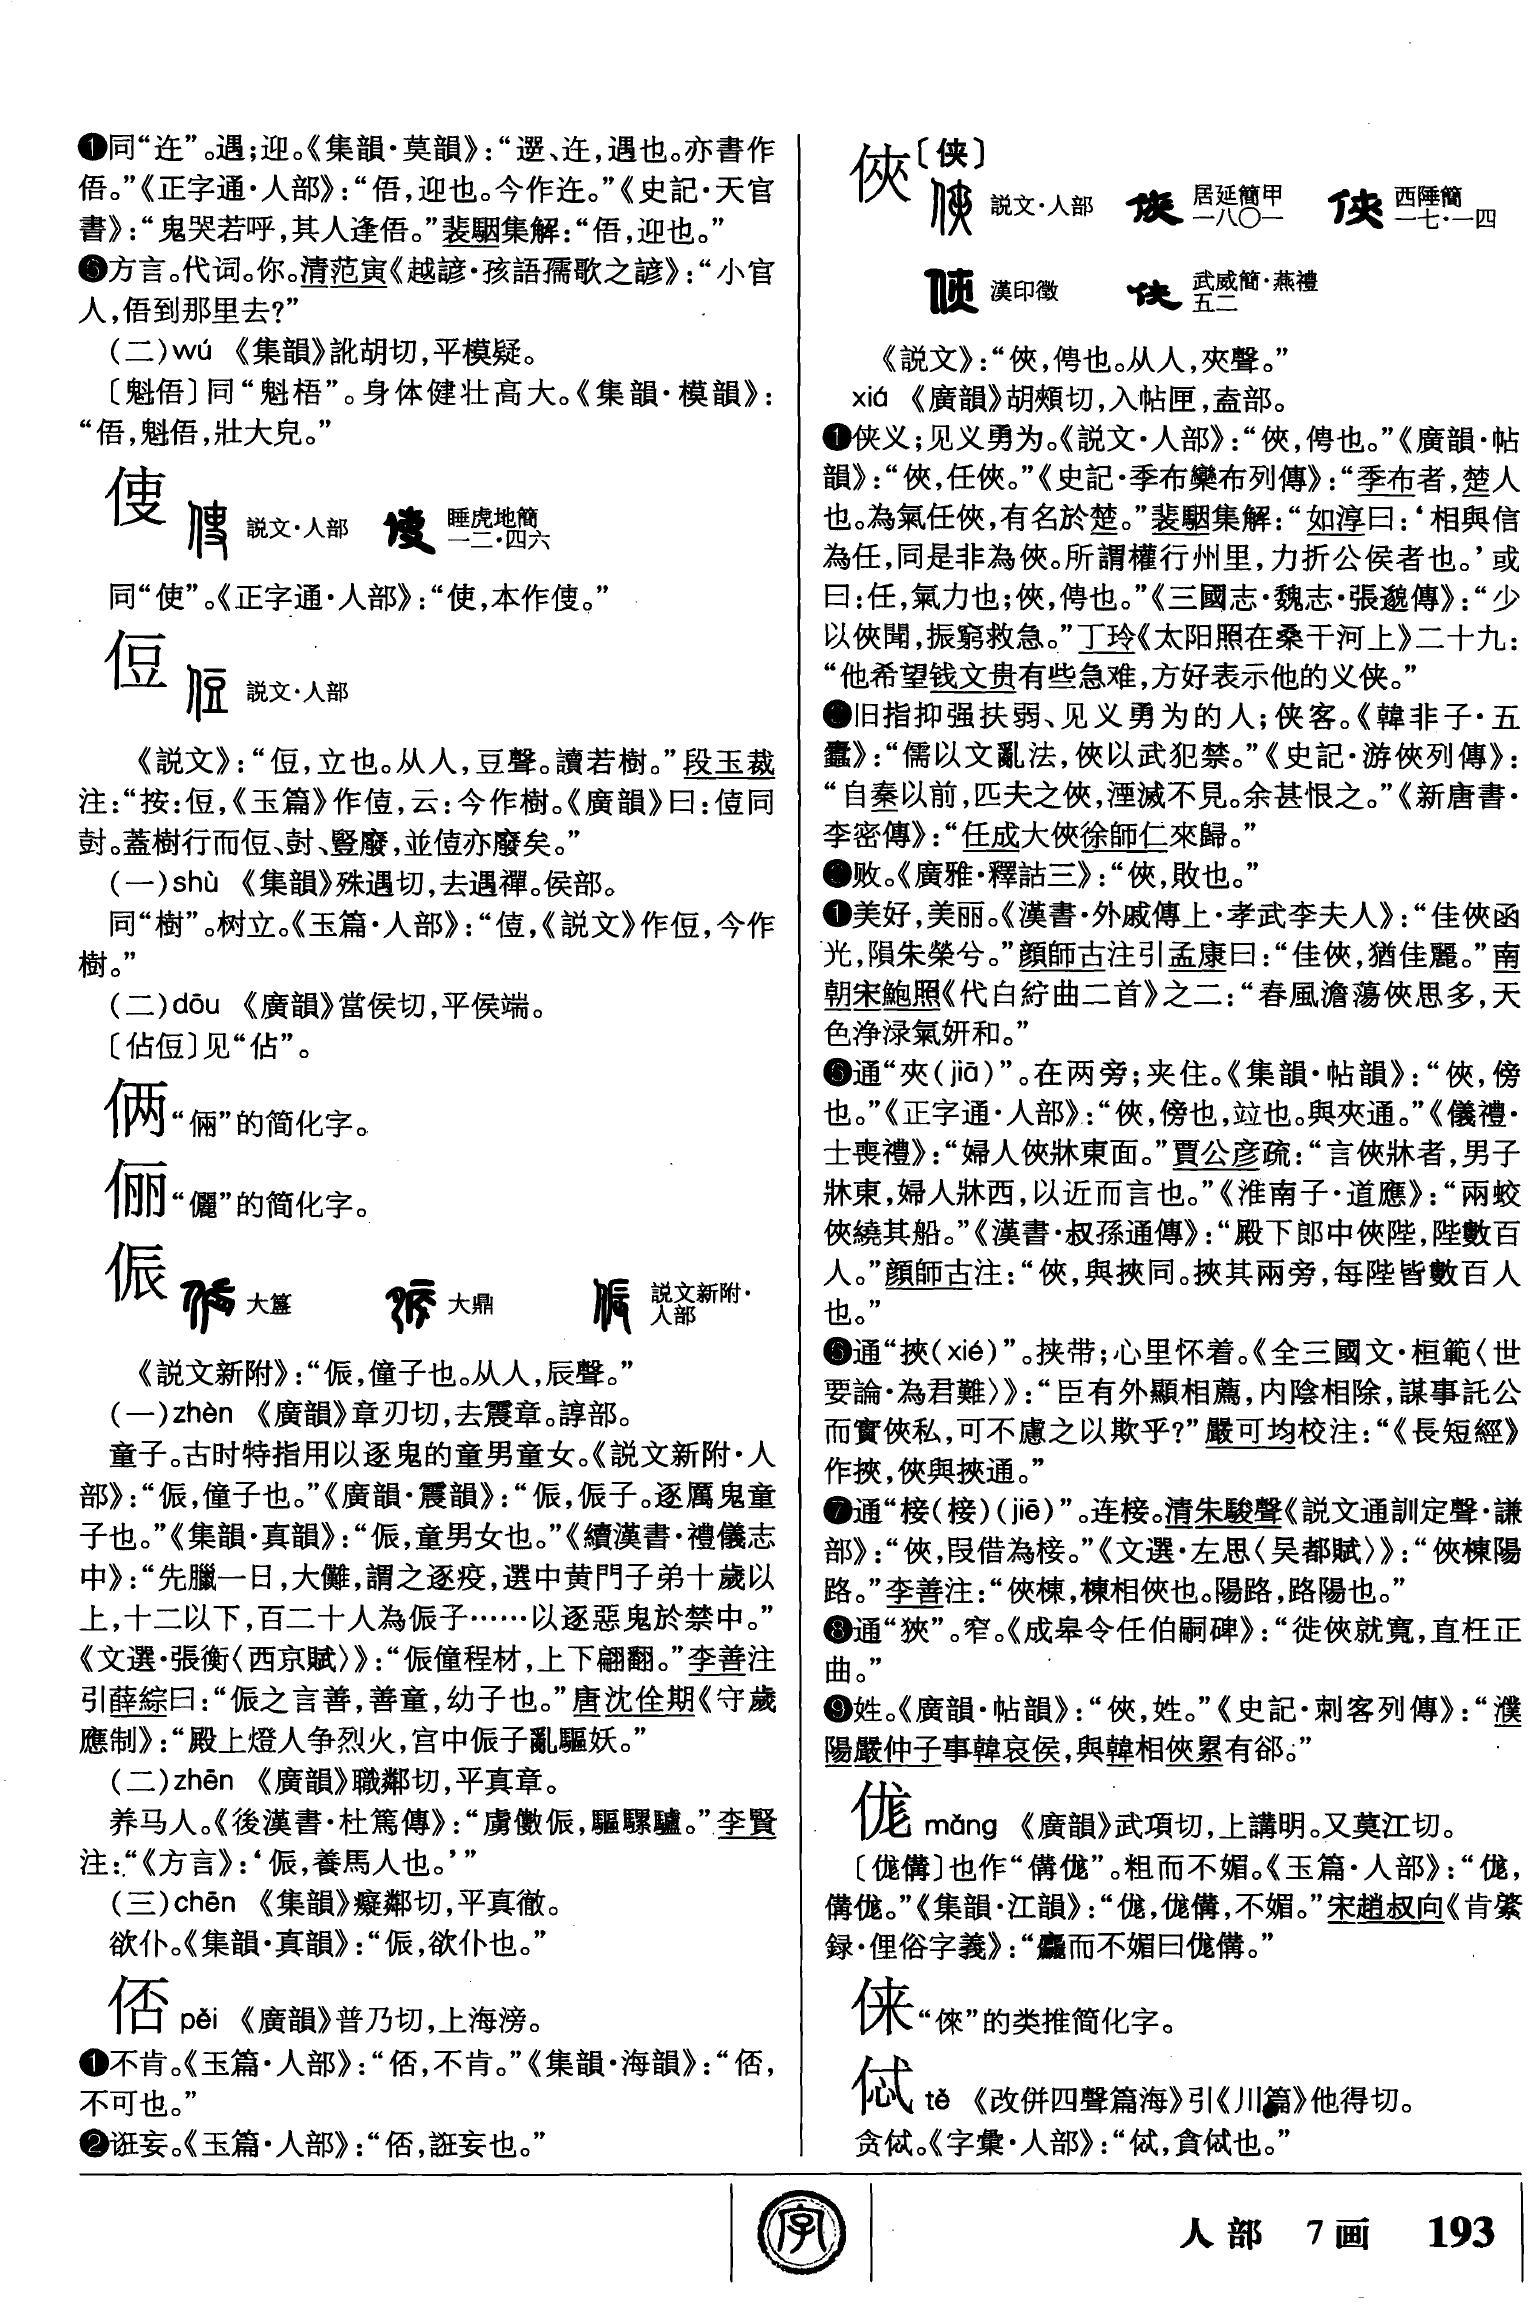 ❶同“迕”。遇;迎。《集韻·莫韻》:“遻、迕,遇也。亦書作
俉。”《正字通·人部》:“俉,迎也。今作迕。”《史記·天官
書》:“鬼哭若呼,其人逢俉。”裴駰集解:“俉,迎也。”
方言。代词。你。清范寅《越諺·孩語孺歌之諺》:“小官
人,俉到那里去?”
(二)wú 《集韻》訛胡切,平模疑。
〔魁俉〕同“魁梧”。身体健壮高大。《集韻·模韻》:
“俉,魁俉,壯大皃。”
㑔 説文·人部 睡虎地簡
一二·四六
同“使”。《正字通·人部》:“使,本作㑔。”
侸 説文·人部
《説文》:“侸,立也。从人,豆聲。讀若樹。”段玉裁
注:“按:侸,《玉篇》作偡,云:今作樹。《廣韻》曰:偡同
尌。蓋樹行而侸、尌、豎廢,並偡亦廢矣。”
(一)shù 《集韻》殊遇切,去遇禪。侯部。
同“樹”。树立。《玉篇·人部》:“偡,《説文》作侸,今作
樹。”
(二)dōu 《廣韻》當侯切,平侯端。
〔佔侸〕见“佔”。
俩“倆”的简化字。
俪“儷”的简化字。
侲 大簋 大鼎 説文新附·
人部
《説文新附》:“侲,僮子也。从人,辰聲。”
(一)zhèn 《廣韻》章刃切,去震章。諄部。
童子。古时特指用以逐鬼的童男童女。《説文新附·人
部》:“侲,僮子也。”《廣韻·震韻》:“侲,侲子。逐厲鬼童
子也。”《集韻·真韻》:“侲,童男女也。”《續漢書·禮儀志
中》:“先臘一日,大儺,謂之逐疫,選中黄門子弟十歲以
上,十二以下,百二十人為侲子……以逐惡鬼於禁中。”
《文選·張衡〈西京賦〉》:“侲僮程材,上下翩翻。”李善注
引薛綜曰:“侲之言善,善童,幼子也。”唐沈佺期《守歲
應制》:“殿上燈人争烈火,宫中侲子亂驅妖。”
(二)zhēn 《廣韻》職鄰切,平真章。
养马人。《後漢書·杜篤傳》:“虜儌侲,驅騾驢。”李賢
注:“《方言》:‘侲,養馬人也。’”
(三)chēn 《集韻》癡鄰切,平真徹。
欲仆。《集韻·真韻》:“侲,欲仆也。”
㕻 pěi 《廣韻》普乃切,上海滂。
❶不肯。《玉篇·人部》:“㕻,不肯。”《集韻·海韻》:“㕻,
不可也。”
❷诳妄。《玉篇·人部》:“㕻,誑妄也。”
俠〔侠〕 説文·人部 居延簡甲
一八〇一 西陲簡
一七·一四
漢印徵 武威簡·燕禮
五二
《説文》:“俠,俜也。从人,夾聲。”
xiá 《廣韻》胡頰切,入帖匣,盍部。
❶侠义;见义勇为。《説文·人部》:“俠,俜也。”《廣韻·帖
韻》:“俠,任俠。”《史記·季布欒布列傳》:“季布者,楚人
也。為氣任俠,有名於楚。”裴駰集解:“如淳曰:‘相與信
為任,同是非為俠。所謂權行州里,力折公侯者也。’或
曰:任,氣力也;俠,俜也。”《三國志·魏志·張邈傳》:“少
以俠聞,振窮救急。”丁玲《太阳照在桑干河上》二十九:
“他希望钱文贵有些急难,方好表示他的义侠。”
旧指抑强扶弱、见义勇为的人;侠客。《韓非子·五
蠹》:“儒以文亂法,俠以武犯禁。”《史記·游俠列傳》:
“自秦以前,匹夫之俠,湮滅不見。余甚恨之。”《新唐書·
李密傳》:“任成大俠徐師仁來歸。”
败。《廣雅·釋詁三》:“俠,敗也。”
美好,美丽。《漢書·外戚傳上·孝武李夫人》:“佳俠函
光,隕朱榮兮。”顔師古注引孟康曰:“佳俠,猶佳麗。”南
朝宋鮑照《代白紵曲二首》之二:“春風澹蕩俠思多,天
色浄渌氣妍和。”
通“夾(jiā)”。在两旁;夹住。《集韻·帖韻》:“俠,傍
也。”《正字通·人部》:“俠,傍也,竝也。與夾通。”《儀禮·
士喪禮》:“婦人俠牀東面。”賈公彦疏:“言俠牀者,男子
牀東,婦人牀西,以近而言也。”《淮南子·道應》:“兩蛟
俠繞其船。”《漢書·叔孫通傳》:“殿下郎中俠陛,陛數百
人。”顔師古注:“俠,與挾同。挾其兩旁,每陛皆數百人
也。”
❻通“挾(xié)”。挟带;心里怀着。《全三國文·桓範〈世
要論·為君難〉》:“臣有外顯相薦,内陰相除,謀事託公
而實俠私,可不慮之以欺乎?”嚴可均校注:“《長短經》
作挾,俠與挾通。”
❼通“椄(接)(jiē)”。连接。清朱駿聲《説文通訓定聲·謙
部》:“俠,叚借為椄。”《文選·左思〈吴都賦〉》:“俠棟陽
路。”李善注:“俠棟,棟相俠也。陽路,路陽也。”
❽通“狹”。窄。《成皋令任伯嗣碑》:“徙俠就寬,直枉正
曲。”
❾姓。《廣韻·帖韻》:“俠,姓。”《史記·刺客列傳》:“濮
陽嚴仲子事韓哀侯,與韓相俠累有郤。”
㑻 mǎng 《廣韻》武項切,上講明。又莫江切。
〔㑻傋〕也作“傋㑻”。粗而不媚。《玉篇·人部》:“㑻,
傋㑻。”《集韻·江韻》:“㑻,㑻傋,不媚。”宋趙叔向《肯綮
録·俚俗字義》:“麤而不媚曰㑻傋。”
俫“倈”的类推简化字。
㑷 tě 《改併四聲篇海》引《川篇》他得切。
贪㑷。《字彙·人部》:“㑷,貪㑷也。”
字
人部 7画 193